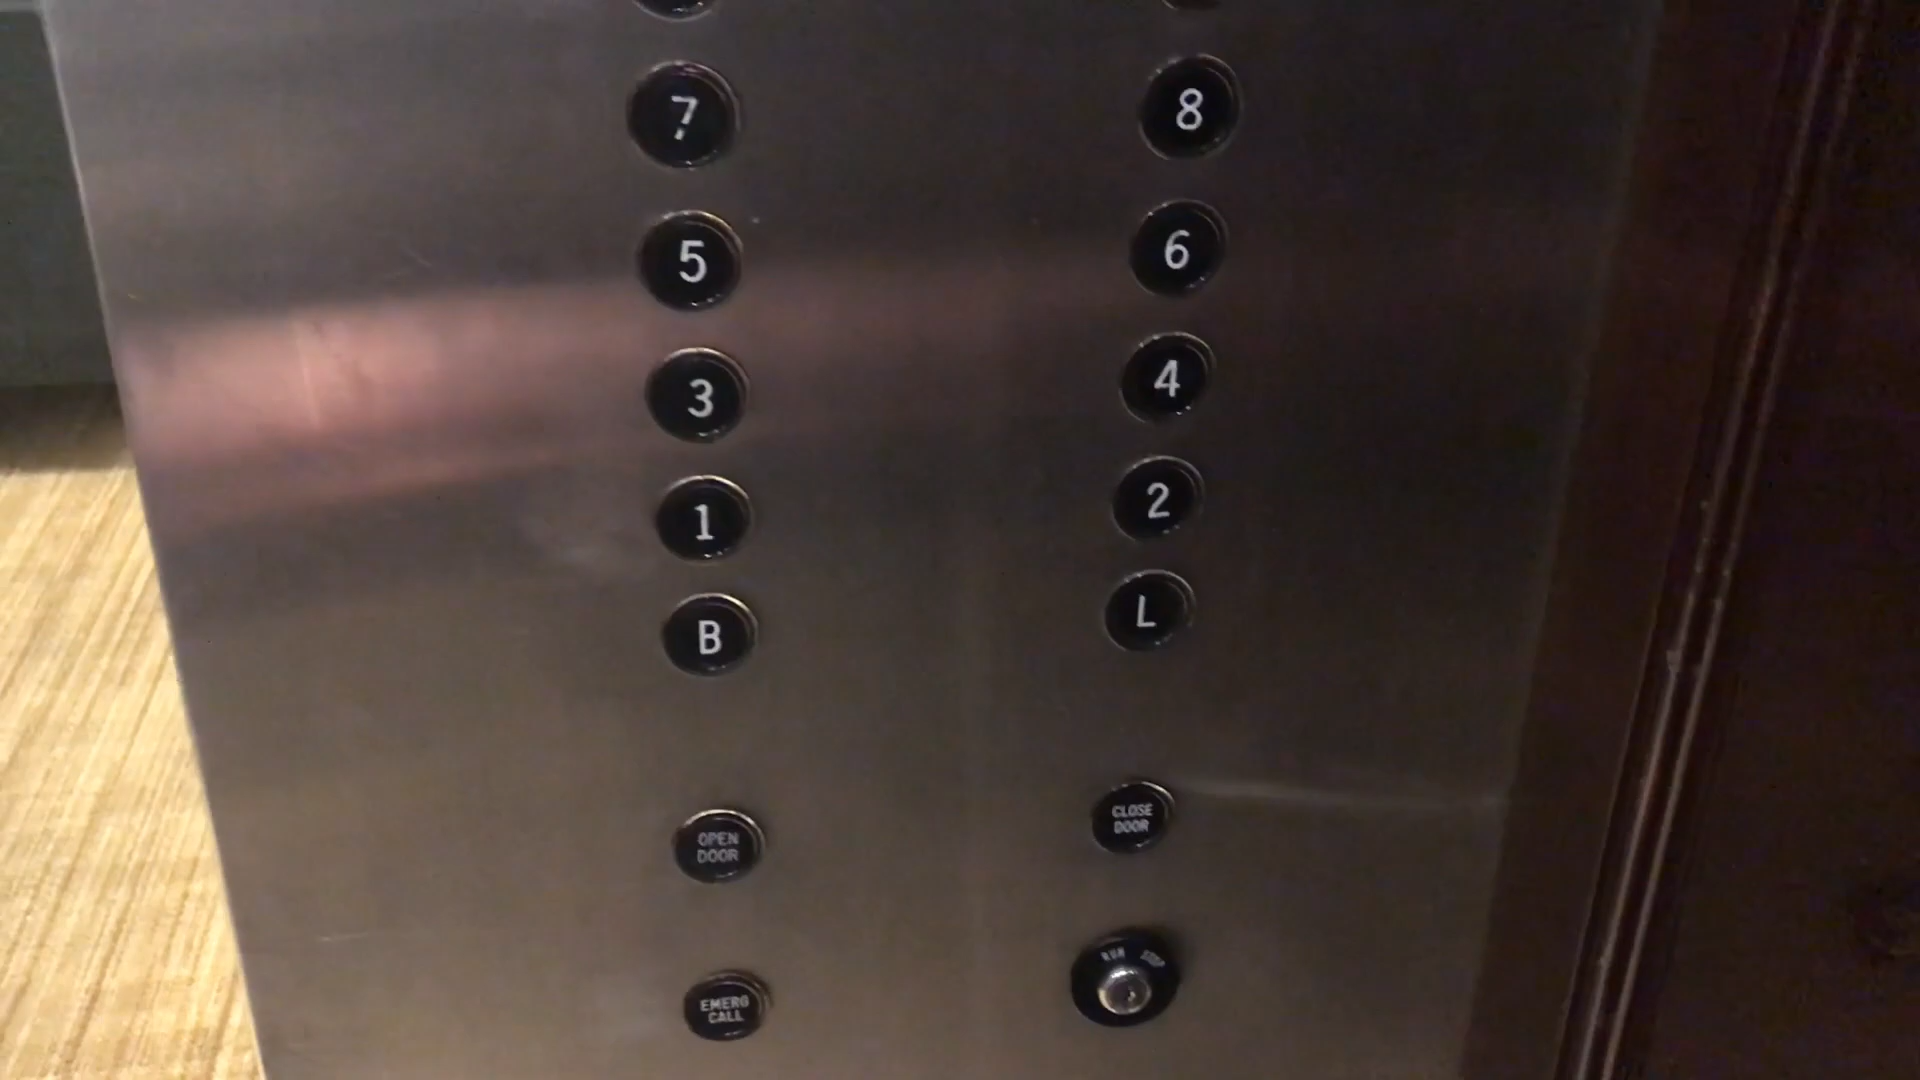 7 8
5 6
3 4
1 2
B L
OPEN
DOOR
CLOSE
DOOR
EMERG
CALL
RUN STOP